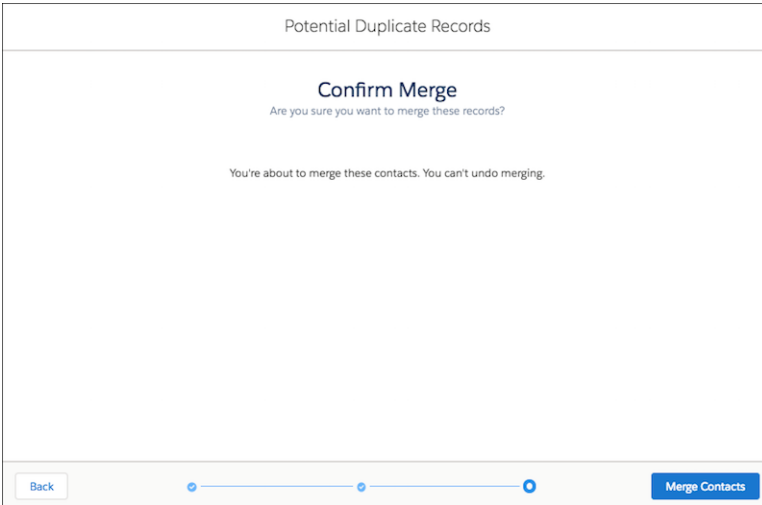 Potential Duplicate Records
Confirm Merge
Are you sure you want to merge these records?
You're about to merge these contacts. You can't undo merging.
Back
Merge Contacts